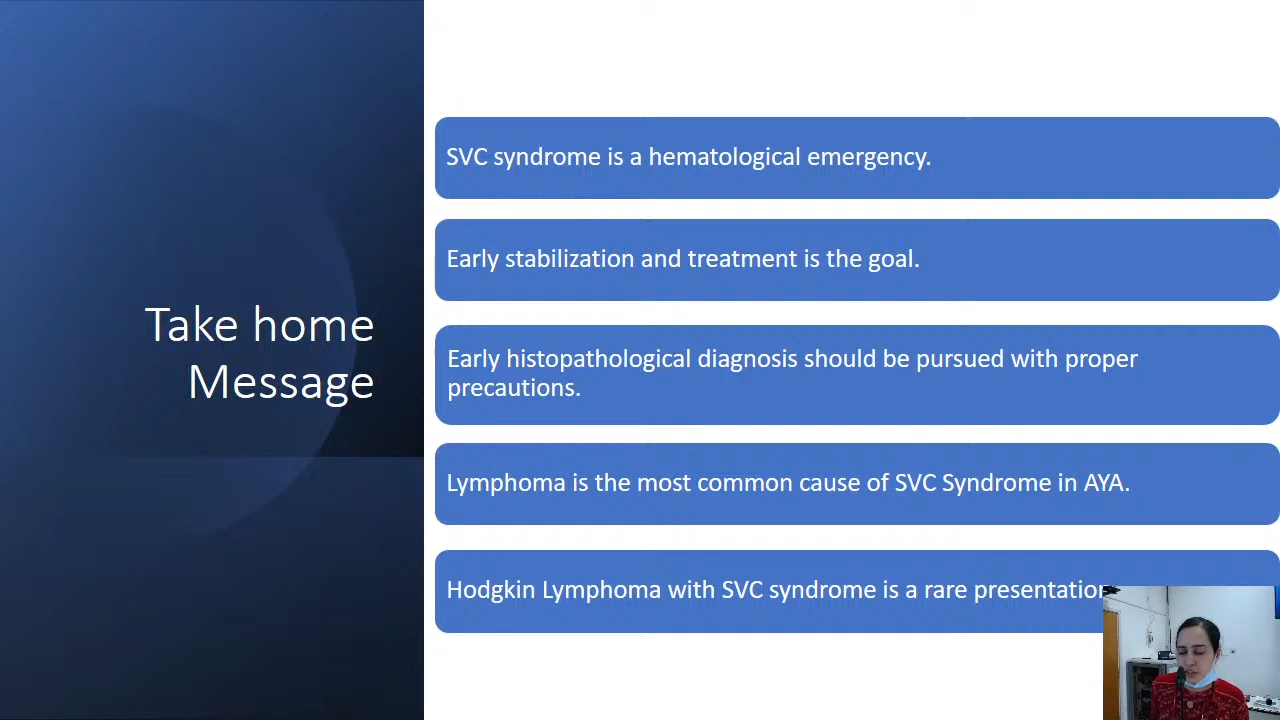 Take home
Message
SVC syndrome is a hematological emergency.
Early stabilization and treatment is the goal.
Early histopathological diagnosis should be pursued with proper
precautions.
Lymphoma is the most common cause of SVC Syndrome in AYA.
Hodgkin Lymphoma with SVC syndrome is a rare presentation